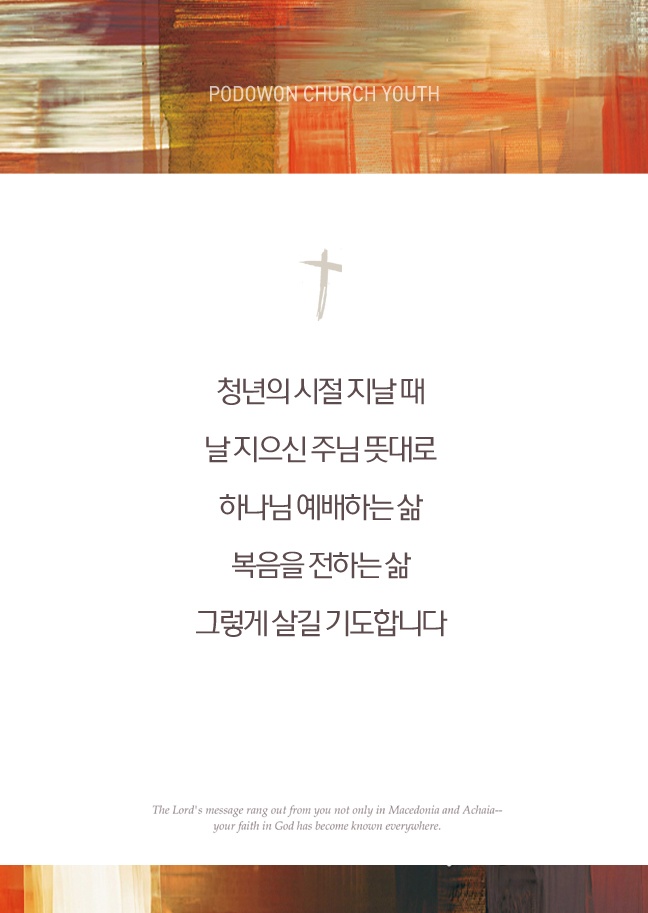 PODOWON CHURCH YOUTH
청년의 시절 지날 때
날 지으신 주님 뜻대로
하나님 예배하는 삶
복음을 전하는 삶
그렇게 살길 기도합니다
The Lord's message rang out from you not only in Macedonia and Achaia--
your faith in God has become known everywhere.